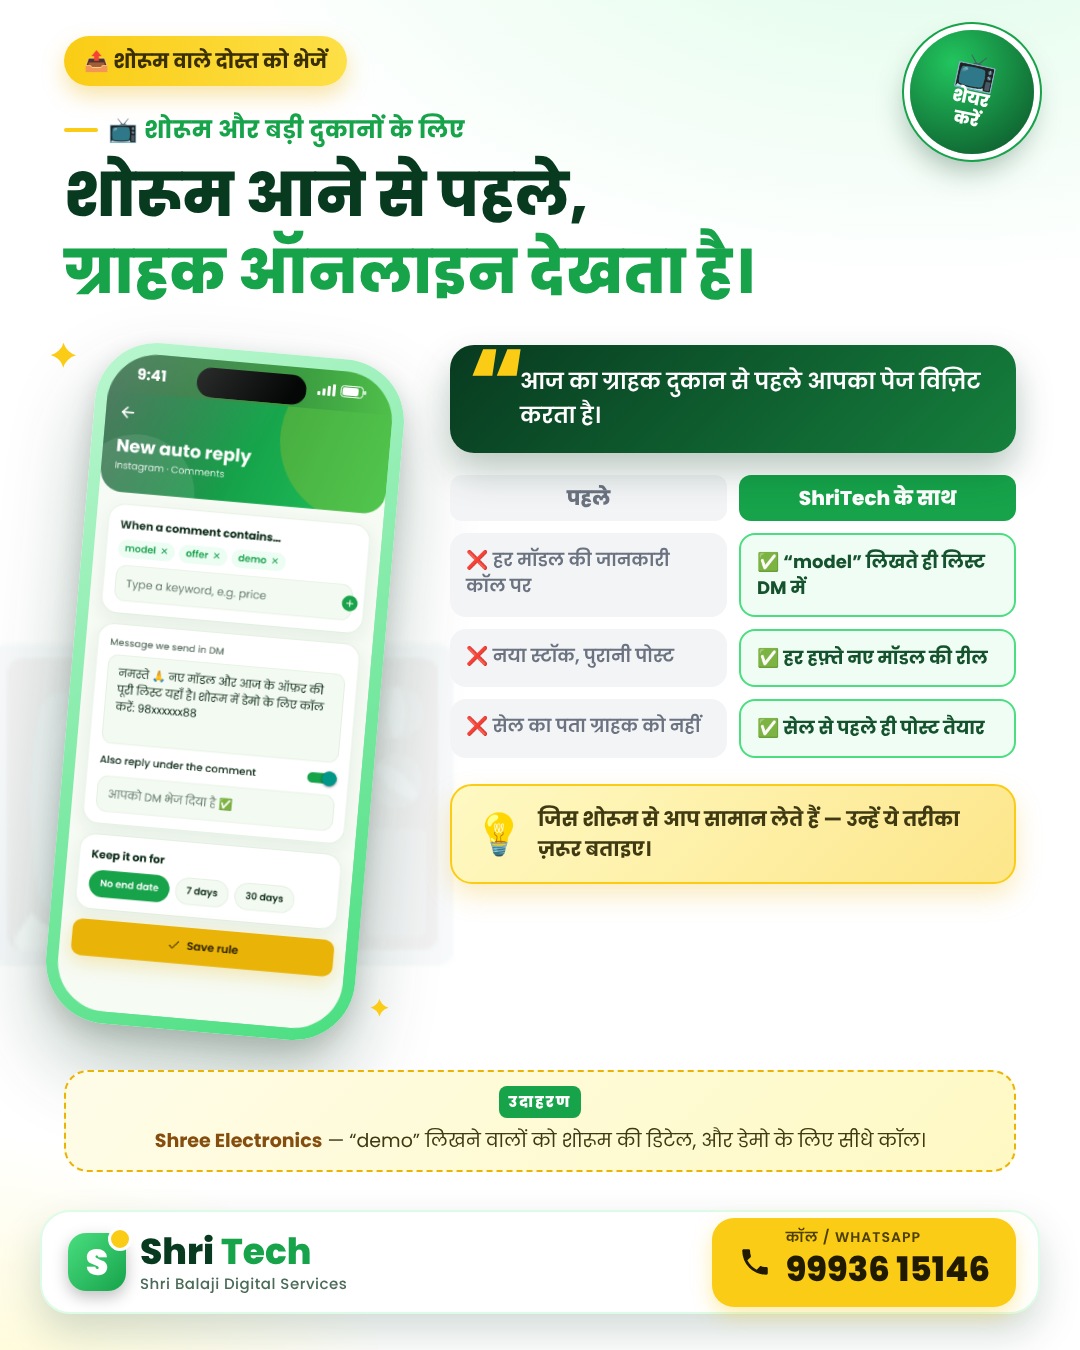 📤 शोरूम वाले दोस्त को भेजें
📺 शेयर
करें
📺 शोरूम और बड़ी दुकानों के लिए
शोरूम आने से पहले,
ग्राहक ऑनलाइन देखता है।
9:41
New auto reply
Instagram · Comments
When a comment contains...
model ×
offer ×
demo ×
Type a keyword, e.g. price
Message we send in DM
नमस्ते 🙏 नए मॉडल और आज के ऑफ़र की
पूरी लिस्ट यहाँ है। शोरूम में डेमो के लिए कॉल
करें: 98xxxxxx88
Also reply under the comment
आपको DM भेज दिया है ✅
Keep it on for
No end date
7 days
30 days
✓ Save rule
आज का ग्राहक दुकान से पहले आपका पेज विज़िट
करता है।
पहले
ShriTech के साथ
❌ हर मॉडल की जानकारी
कॉल पर
✅ “model” लिखते ही लिस्ट
DM में
❌ नया स्टॉक, पुरानी पोस्ट
✅ हर हफ़्ते नए मॉडल की रील
❌ सेल का पता ग्राहक को नहीं
✅ सेल से पहले ही पोस्ट तैयार
💡 जिस शोरूम से आप सामान लेते हैं — उन्हें ये तरीका
ज़रूर बताइए।
उदाहरण
Shree Electronics — “demo” लिखने वालों को शोरूम की डिटेल, और डेमो के लिए सीधे कॉल।
S
Shri Tech
Shri Balaji Digital Services
कॉल / WHATSAPP
99936 15146